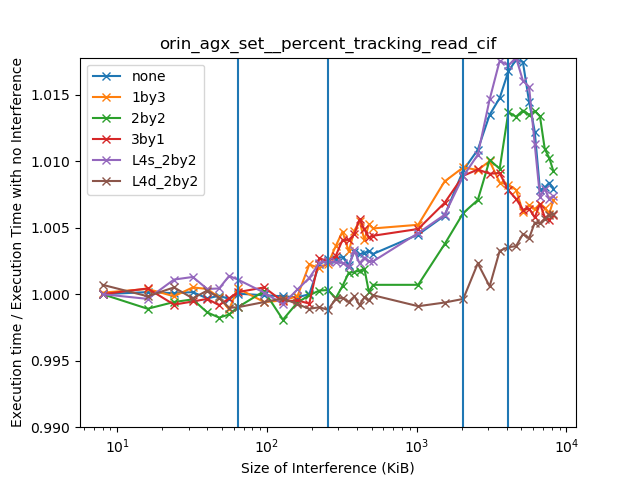 orin_agx_set__percent_tracking_read_cif
Execution time / Execution Time with no Interference
1.015
1.010
1.005
1.000
0.995
0.990
none
1by3
2by2
3by1
L4s_2by2
L4d_2by2
10¹
10²
10³
10⁴
Size of Interference (KiB)